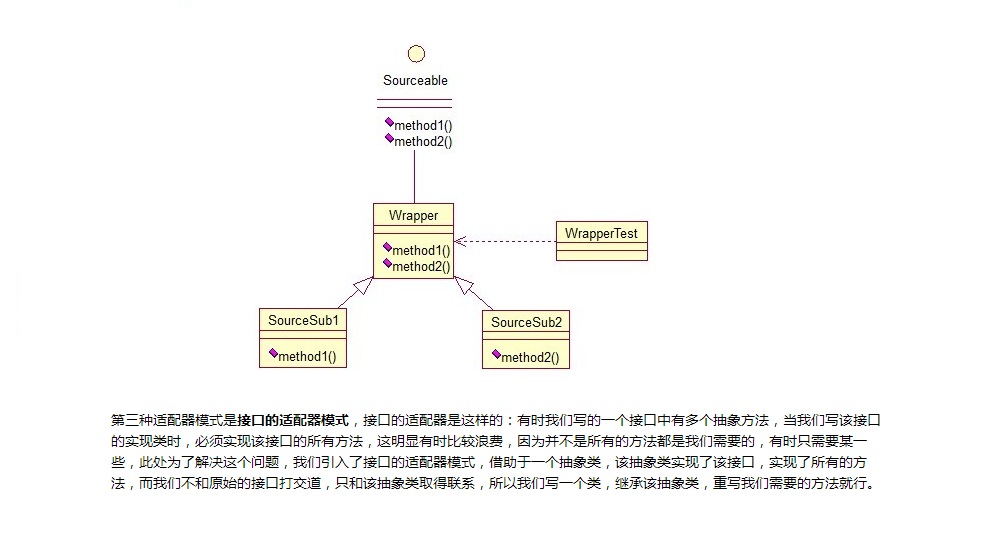 Sourceable
method1()
method2()
Wrapper
method1()
method2()
WrapperTest
SourceSub1
method1()
SourceSub2
method2()
第三种适配器模式是接口的适配器模式，接口的适配器是这样的：有时我们写的一个接口中有多个抽象方法，当我们写该接口
的实现类时，必须实现该接口的所有方法，这明显有时比较浪费，因为并不是所有的方法都是我们需要的，有时只需要某一
些，此处为了解决这个问题，我们引入了接口的适配器模式，借助于一个抽象类，该抽象类实现了该接口，实现了所有的方
法，而我们不和原始的接口打交道，只和该抽象类取得联系，所以我们写一个类，继承该抽象类，重写我们需要的方法就行。